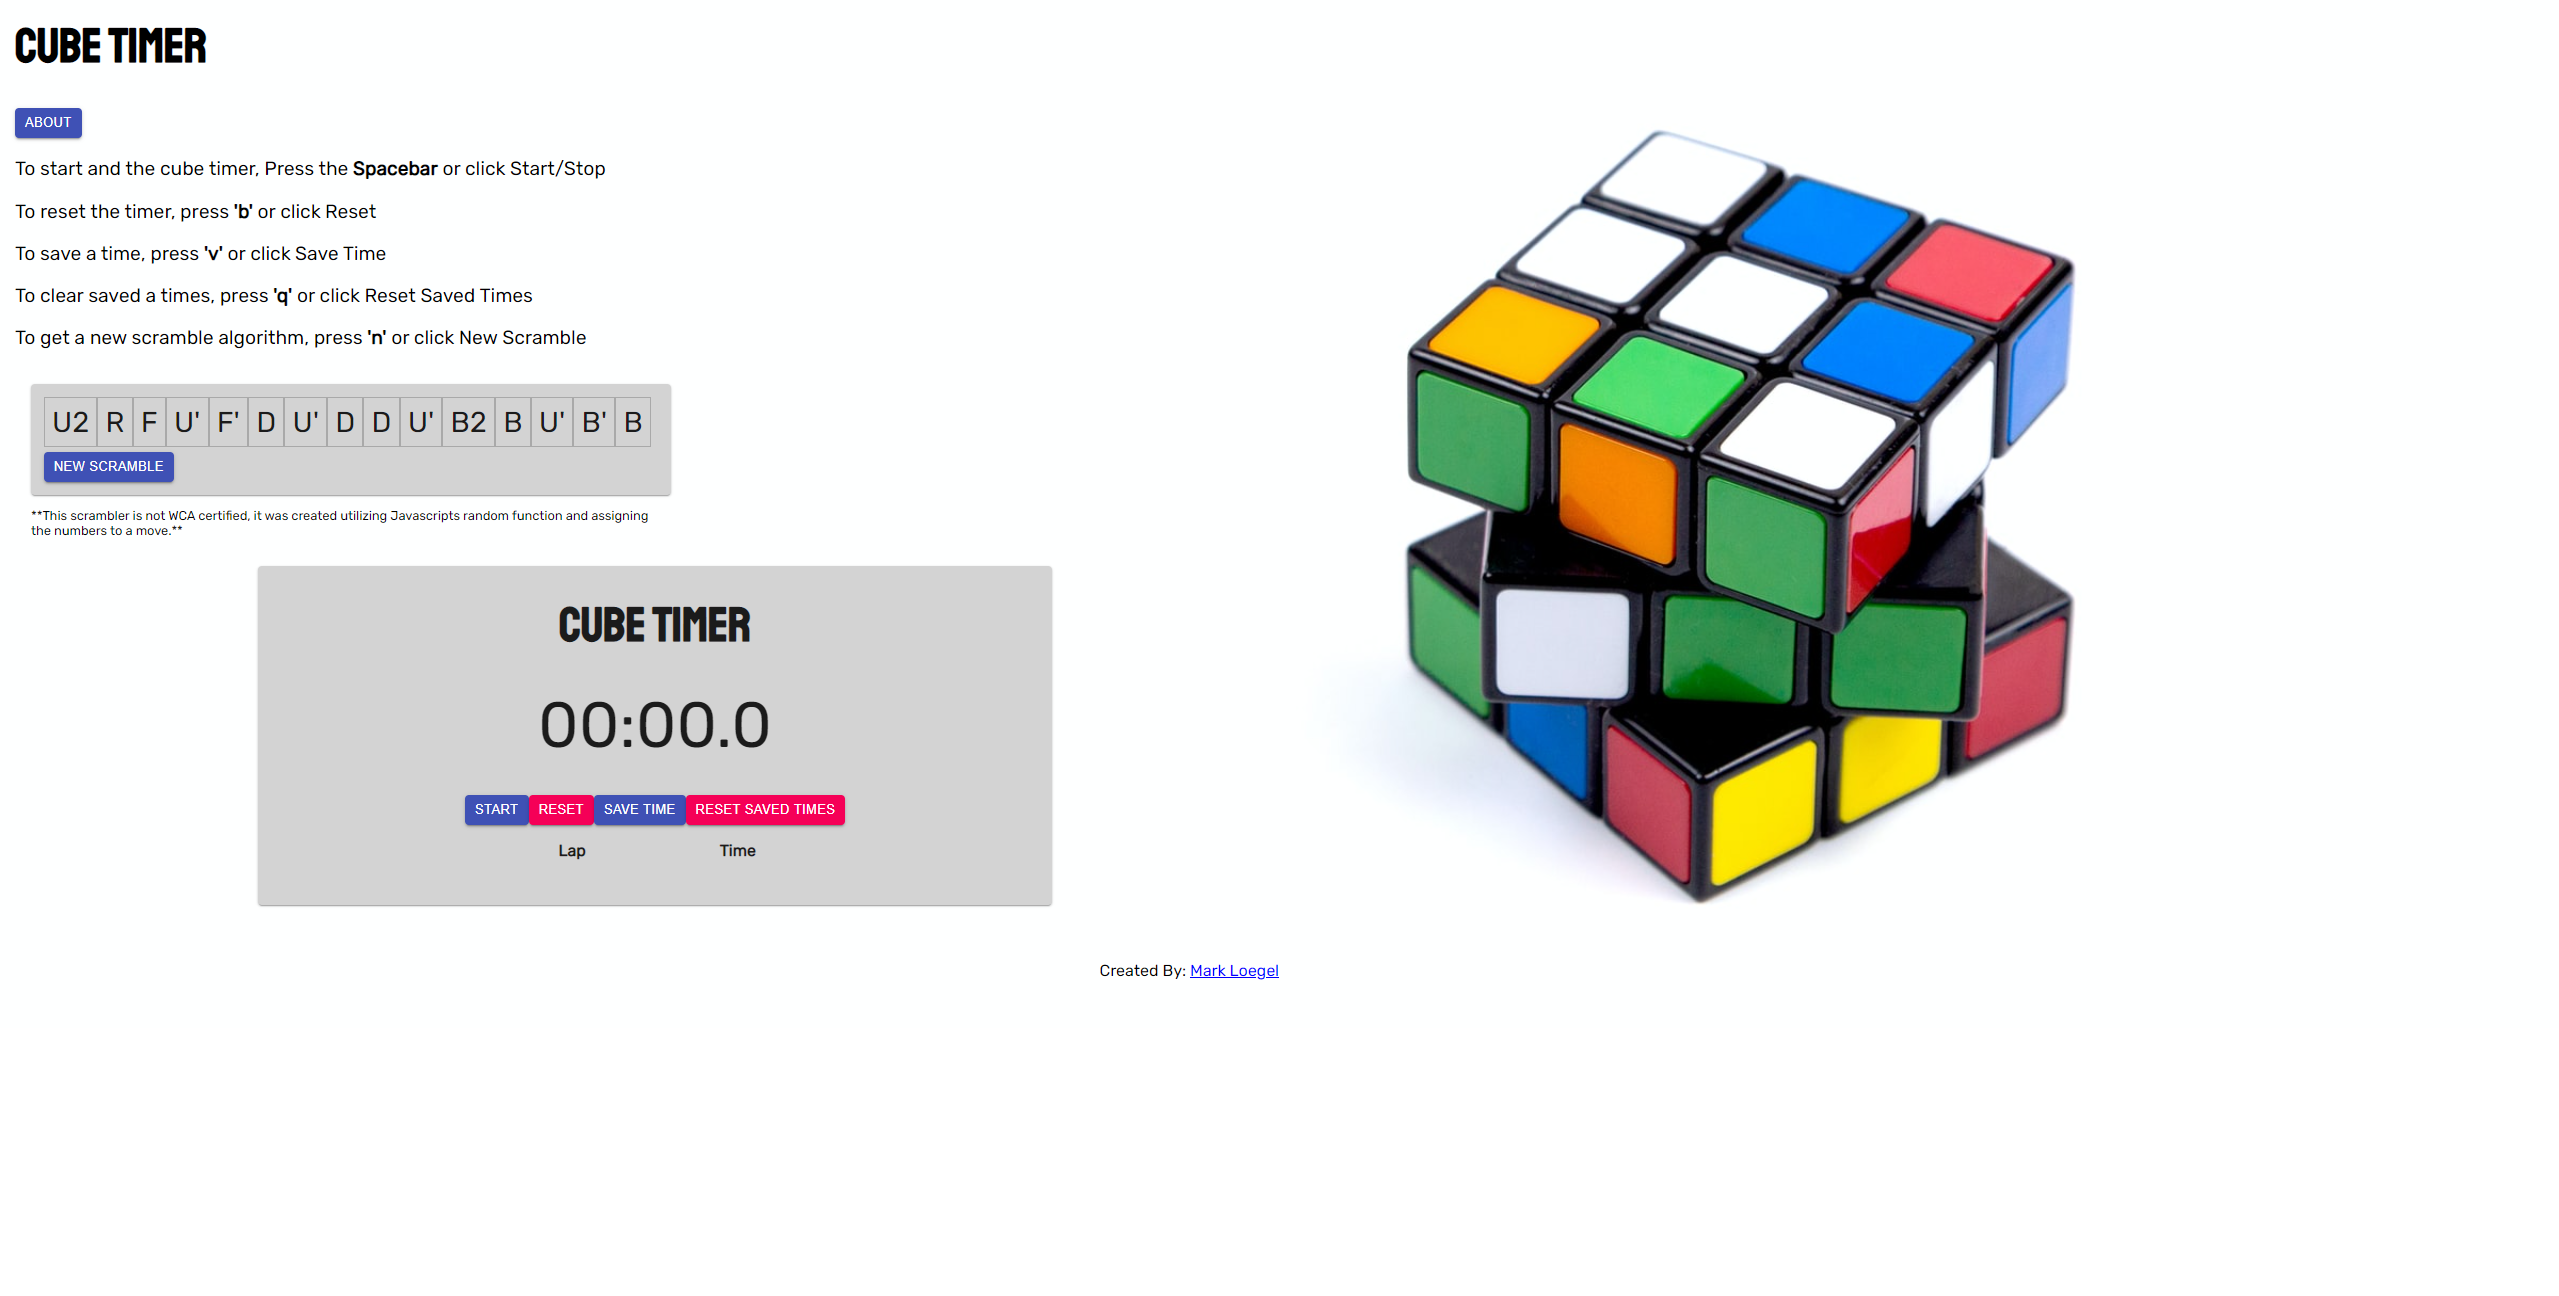 CUBE TIMER
ABOUT
To start and the cube timer, Press the Spacebar or click Start/Stop
To reset the timer, press 'b' or click Reset
To save a time, press 'v' or click Save Time
To clear saved a times, press 'q' or click Reset Saved Times
To get a new scramble algorithm, press 'n' or click New Scramble
U2 R F U' F' D U' D D U' B2 B U' B' B
NEW SCRAMBLE
**This scrambler is not WCA certified, it was created utilizing Javascripts random function and assigning
the numbers to a move.**
CUBE TIMER
00:00.0
START RESET SAVE TIME RESET SAVED TIMES
Lap Time
Created By: Mark Loegel